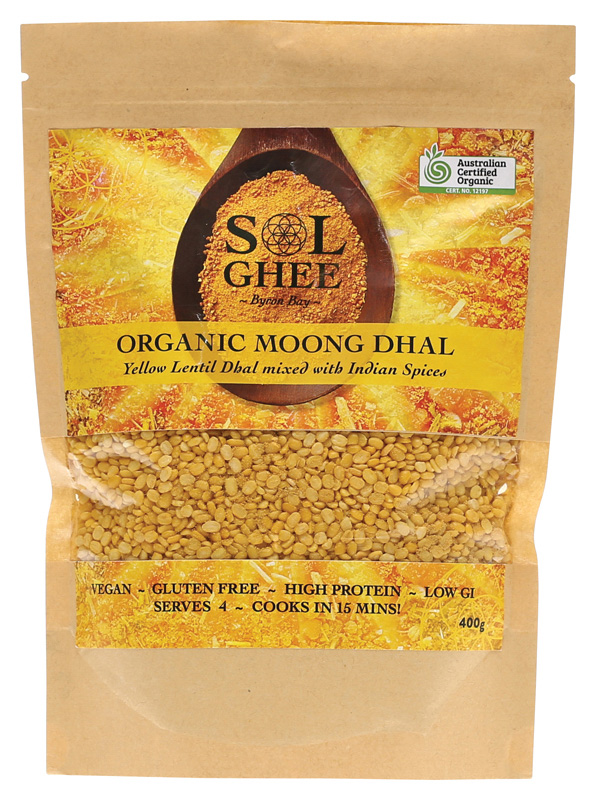 Australian
Certified
Organic
CERT. NO. 12197
SOL
GHEE
~ Byron Bay ~
ORGANIC MOONG DHAL
Yellow Lentil Dhal mixed with Indian Spices
VEGAN ~ GLUTEN FREE ~ HIGH PROTEIN ~ LOW GI
SERVES 4 ~ COOKS IN 15 MINS!
400g